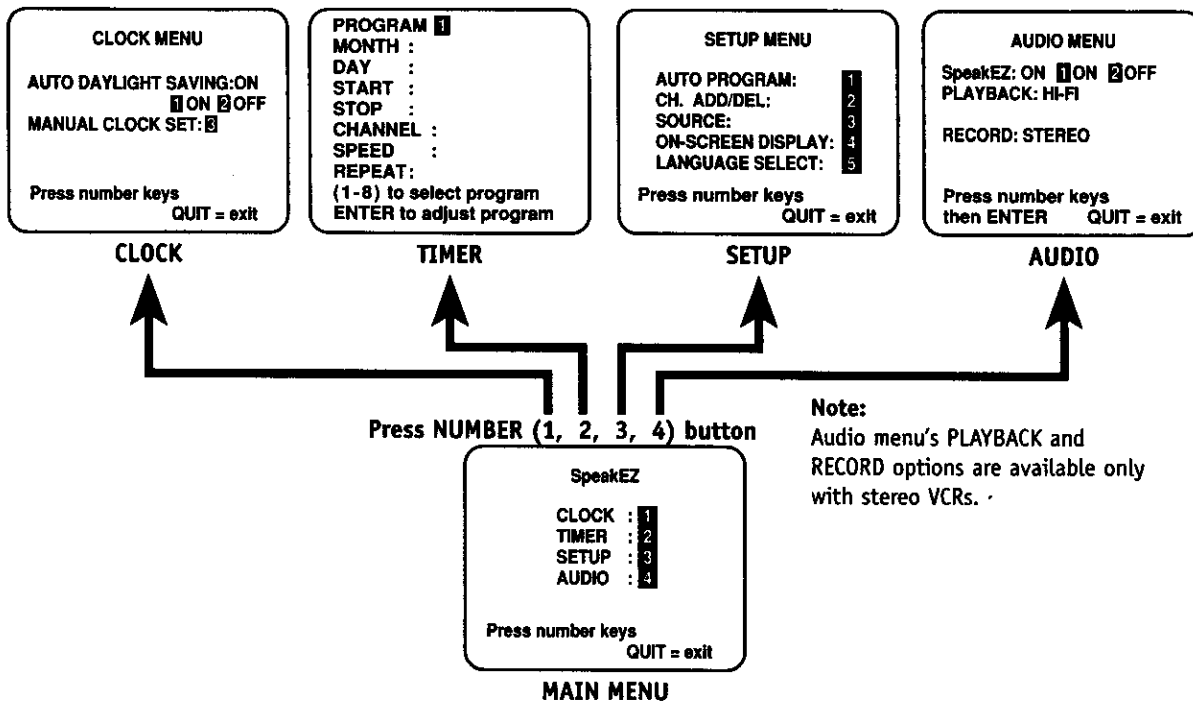 CLOCK MENU
AUTO DAYLIGHT SAVING:ON
1 ON 2 OFF
MANUAL CLOCK SET:3
Press number keys
QUIT = exit
CLOCK
PROGRAM 1
MONTH :
DAY :
START :
STOP :
CHANNEL :
SPEED :
REPEAT:
(1-8) to select program
ENTER to adjust program
TIMER
SETUP MENU
AUTO PROGRAM: 1
CH. ADD/DEL: 2
SOURCE: 3
ON-SCREEN DISPLAY: 4
LANGUAGE SELECT: 5
Press number keys
QUIT = exit
SETUP
AUDIO MENU
SpeakEZ: ON 1 ON 2 OFF
PLAYBACK: HI-FI
RECORD: STEREO
Press number keys
then ENTER QUIT = exit
AUDIO
Press NUMBER (1, 2, 3, 4) button
SpeakEZ
CLOCK : 1
TIMER : 2
SETUP : 3
AUDIO : 4
Press number keys
QUIT = exit
MAIN MENU
Note:
Audio menu's PLAYBACK and
RECORD options are available only
with stereo VCRs.